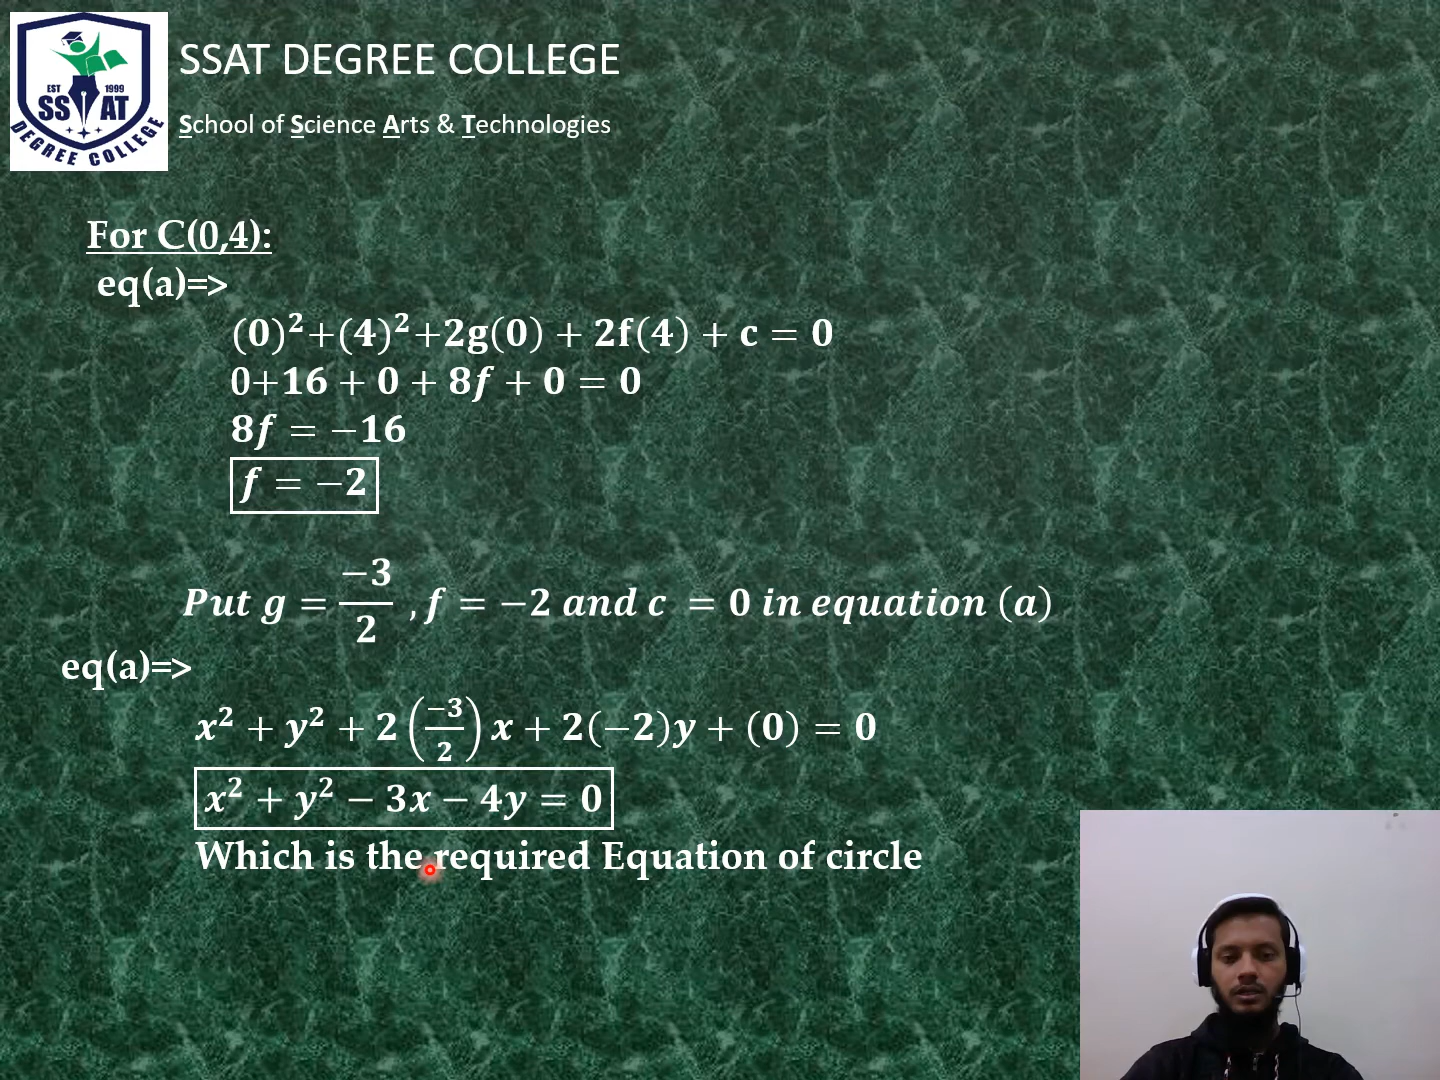 EST 1999
SS AT
DEGREE COLLEGE
SSAT DEGREE COLLEGE
School of Science Arts & Technologies
For C(0,4):
eq(a)=>
(0)²+(4)²+2g(0) + 2f(4) + c = 0
0+16 + 0 + 8f + 0 = 0
8f = −16
f = −2
Put g = −3/2 , f = −2 and c = 0 in equation (a)
eq(a)=>
x² + y² + 2(−3/2)x + 2(−2)y + (0) = 0
x² + y² − 3x − 4y = 0
Which is the required Equation of circle